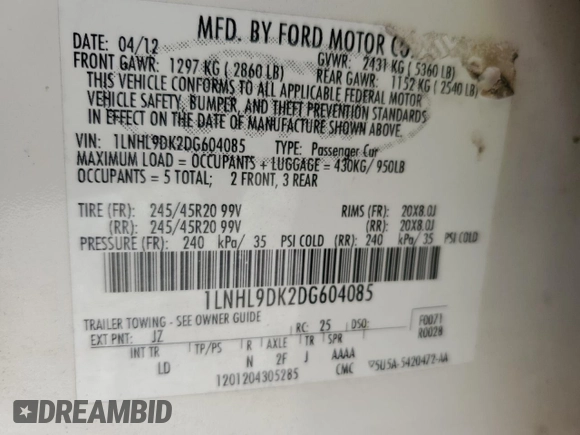 MFD. BY FORD MOTOR CO.
DATE: 04/12 GVWR: 2431 KG ( 5360 LB)
FRONT GAWR: 1297 KG ( 2860 LB) REAR GAWR: 1152 KG ( 2540 LB)
THIS VEHICLE CONFORMS TO ALL APPLICABLE FEDERAL MOTOR
VEHICLE SAFETY, BUMPER, AND THEFT PREVENTION STANDARDS
IN EFFECT ON THE DATE OF MANUFACTURE SHOWN ABOVE.
VIN: 1LNHL9DK2DG604085 TYPE: Passenger Car
MAXIMUM LOAD = OCCUPANTS + LUGGAGE = 430KG/ 950LB
OCCUPANTS = 5 TOTAL; 2 FRONT, 3 REAR
TIRE (FR): 245/45R20 99V RIMS (FR): 20X8.0J
(RR): 245/45R20 99V (RR): 20X8.0J
PRESSURE (FR): 240 kPa/ 35 PSI COLD (RR): 240 kPa/ 35 PSI COLD
1LNHL9DK2DG604085
TRAILER TOWING - SEE OWNER GUIDE
EXT PNT: JZ RC: 25 DSO: F0071
R0028
INT TR TP/PS R AXLE TR SPR
LD N 2F J AAAA
1201204305285 CMC 5U5A-5420472-AA
DREAMBID